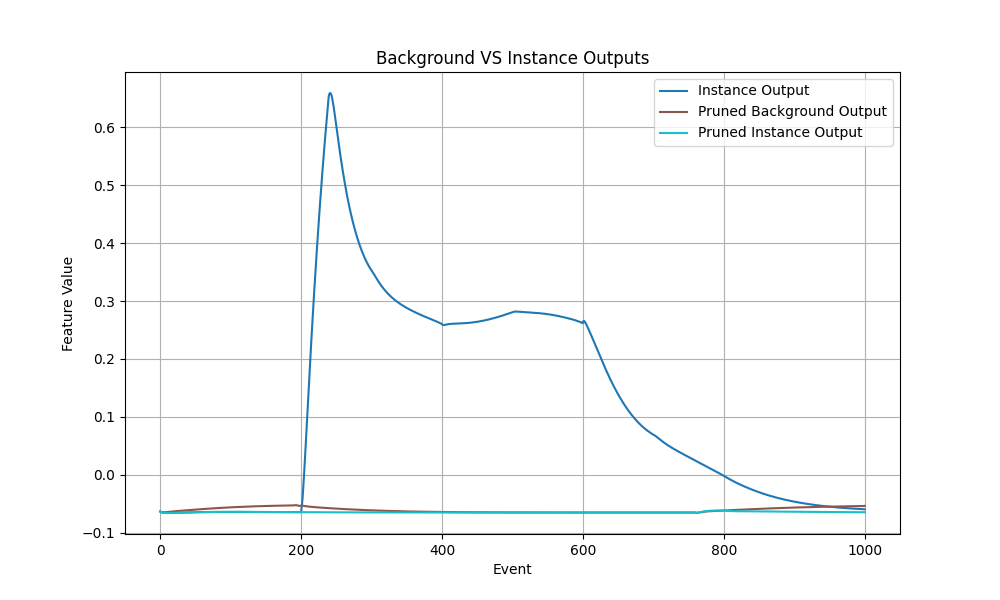 Background VS Instance Outputs
Instance Output
Pruned Background Output
Pruned Instance Output
Feature Value
0.6
0.5
0.4
0.3
0.2
0.1
0.0
−0.1
0 200 400 600 800 1000
Event